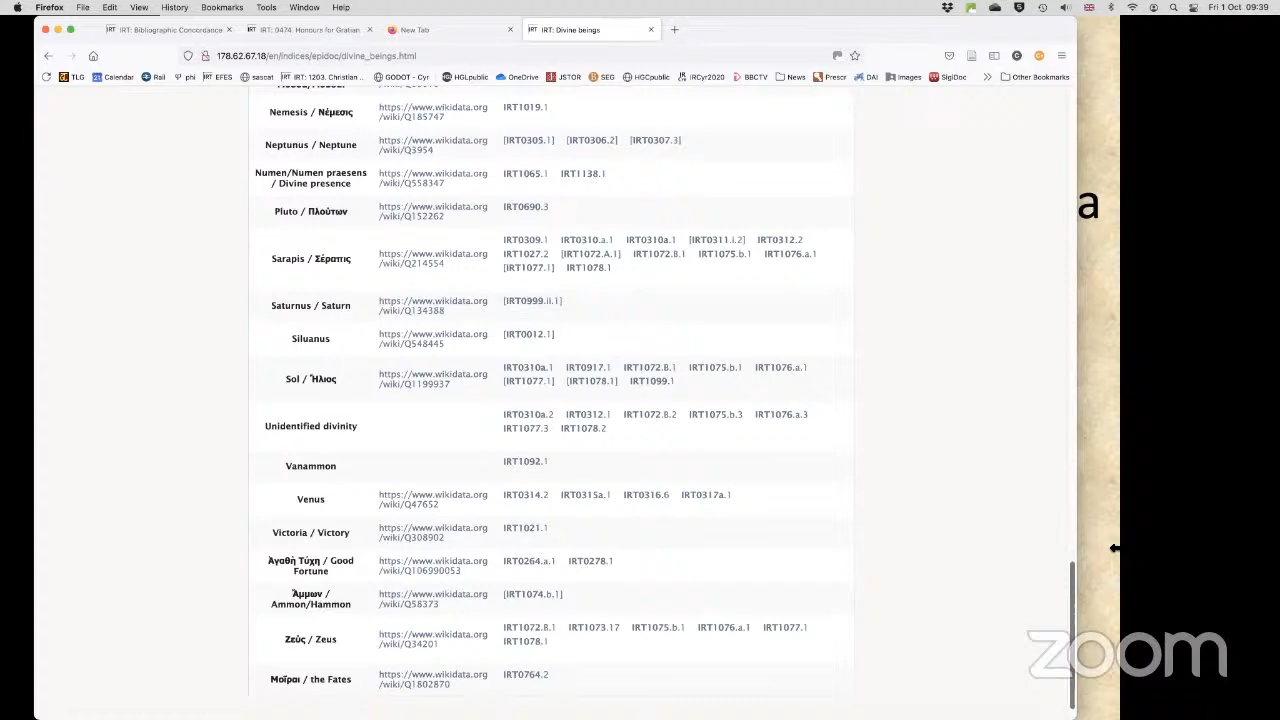 Firefox File Edit View History Bookmarks Tools Window Help Fri 1 Oct 09:39
IRT: Bibliographic Concordance IRT: 0474. Honours for Gratian New Tab IRT: Divine beings
178.62.67.18/en/indices/epidoc/divine_beings.html
TLG Calendar Rail phi EFES sascat IRT: 1203. Christian ... GODOT - Cyr HGLpublic OneDrive JSTOR SEG HGCpublic IRCyr2020 BBCTV News Prescr DAI Images SigiDoc Other Bookmarks
Nemesis / Νέμεσις https://www.wikidata.org IRT1019.1
/wiki/Q185747
Neptunus / Neptune https://www.wikidata.org [IRT0305.1] [IRT0306.2] [IRT0307.3]
/wiki/Q3954
Numen/Numen praesens https://www.wikidata.org IRT1065.1 IRT1138.1
/ Divine presence /wiki/Q558347
Pluto / Πλούτων https://www.wikidata.org IRT0690.3
/wiki/Q152262
a
IRT0309.1 IRT0310.a.1 IRT0310a.1 [IRT0311.i.2] IRT0312.2
Sarapis / Σέραπις https://www.wikidata.org IRT1027.2 [IRT1072.A.1] IRT1072.B.1 IRT1075.b.1 IRT1076.a.1
/wiki/Q214554 [IRT1077.1] IRT1078.1
Saturnus / Saturn https://www.wikidata.org [IRT0999.ii.1]
/wiki/Q134388
Siluanus https://www.wikidata.org [IRT0012.1]
/wiki/Q548445
Sol / Ἥλιος https://www.wikidata.org IRT0310a.1 IRT0917.1 IRT1072.B.1 IRT1075.b.1 IRT1076.a.1
/wiki/Q1199937 [IRT1077.1] [IRT1078.1] IRT1099.1
Unidentified divinity IRT0310a.2 IRT0312.1 IRT1072.B.2 IRT1075.b.3 IRT1076.a.3
IRT1077.3 IRT1078.2
Vanammon IRT1092.1
Venus https://www.wikidata.org IRT0314.2 IRT0315a.1 IRT0316.6 IRT0317a.1
/wiki/Q47652
Victoria / Victory https://www.wikidata.org IRT1021.1
/wiki/Q308902
Ἀγαθὴ Τύχη / Good https://www.wikidata.org IRT0264.a.1 IRT0278.1
Fortune /wiki/Q106990053
Ἄμμων / https://www.wikidata.org [IRT1074.b.1]
Ammon/Hammon /wiki/Q58373
Ζεὺς / Zeus https://www.wikidata.org IRT1072.B.1 IRT1073.17 IRT1075.b.1 IRT1076.a.1 IRT1077.1
/wiki/Q34201 IRT1078.1
Μοῖραι / the Fates https://www.wikidata.org IRT0764.2
/wiki/Q1802870
zoom